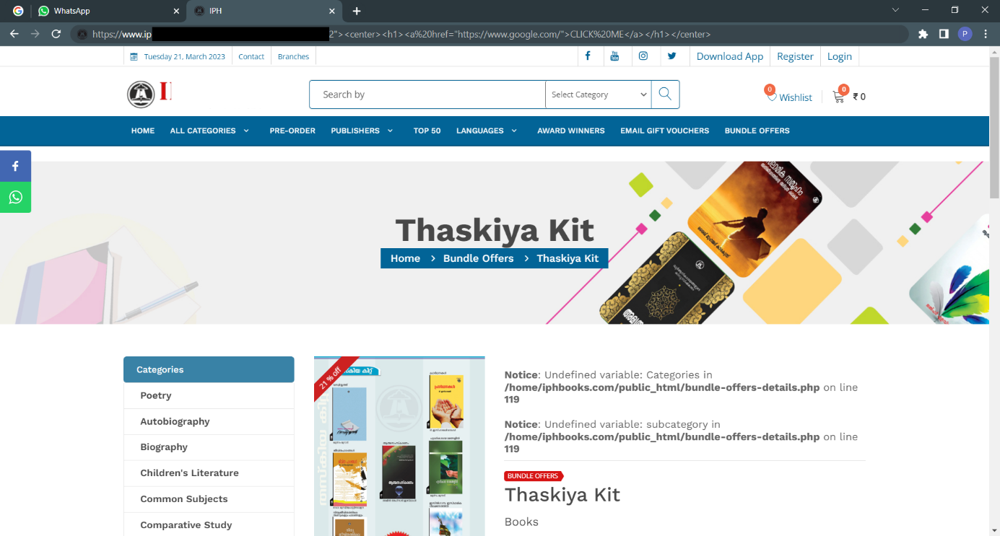 WhatsApp
IPH
https://www.ip
2"><center><h1><a%20href="https://www.google.com/">CLICK%20ME</a></h1></center>
P
Tuesday 21, March 2023
Contact
Branches
You
Tube
Download App
Register
Login
Search by
Select Category
0
Wishlist
0
₹ 0
HOME
ALL CATEGORIES
PRE-ORDER
PUBLISHERS
TOP 50
LANGUAGES
AWARD WINNERS
EMAIL GIFT VOUCHERS
BUNDLE OFFERS
Thaskiya Kit
Home > Bundle Offers > Thaskiya Kit
Categories
Poetry
Autobiography
Biography
Children's Literature
Common Subjects
Comparative Study
21 % off
Notice: Undefined variable: Categories in
/home/iphbooks.com/public_html/bundle-offers-details.php on line
119
Notice: Undefined variable: subcategory in
/home/iphbooks.com/public_html/bundle-offers-details.php on line
119
BUNDLE OFFERS
Thaskiya Kit
Books